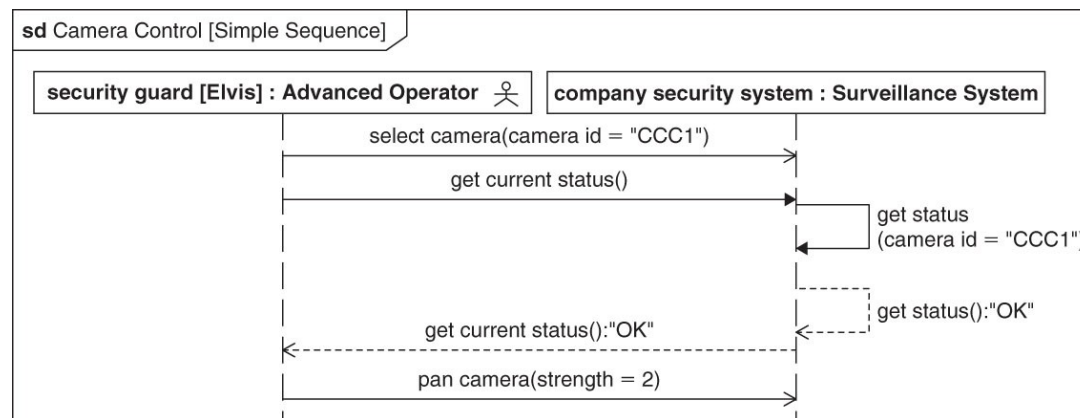 sd Camera Control [Simple Sequence]
security guard [Elvis] : Advanced Operator
company security system : Surveillance System
select camera(camera id = "CCC1")
get current status()
get status
(camera id = "CCC1")
get status():"OK"
get current status():"OK"
pan camera(strength = 2)